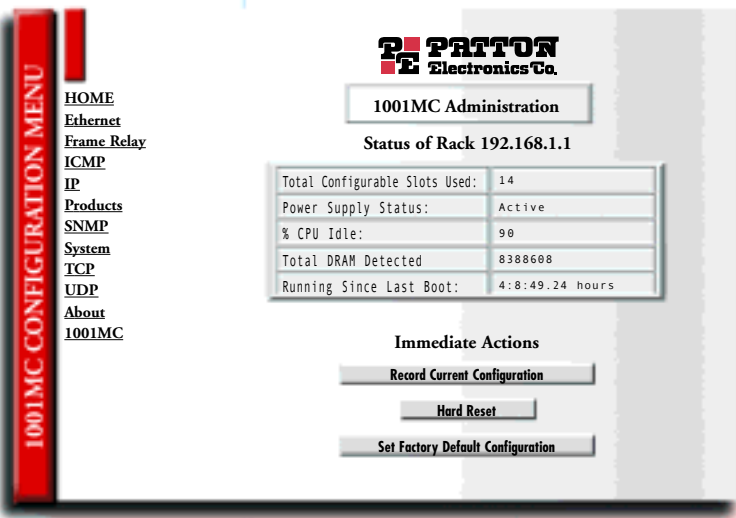 1001MC CONFIGURATION MENU
HOME
Ethernet
Frame Relay
ICMP
IP
Products
SNMP
System
TCP
UDP
About
1001MC
PE PATTON
Electronics Co.
1001MC Administration
Status of Rack 192.168.1.1
Total Configurable Slots Used: 14
Power Supply Status: Active
% CPU Idle: 90
Total DRAM Detected 8388608
Running Since Last Boot: 4:8:49.24 hours
Immediate Actions
Record Current Configuration
Hard Reset
Set Factory Default Configuration